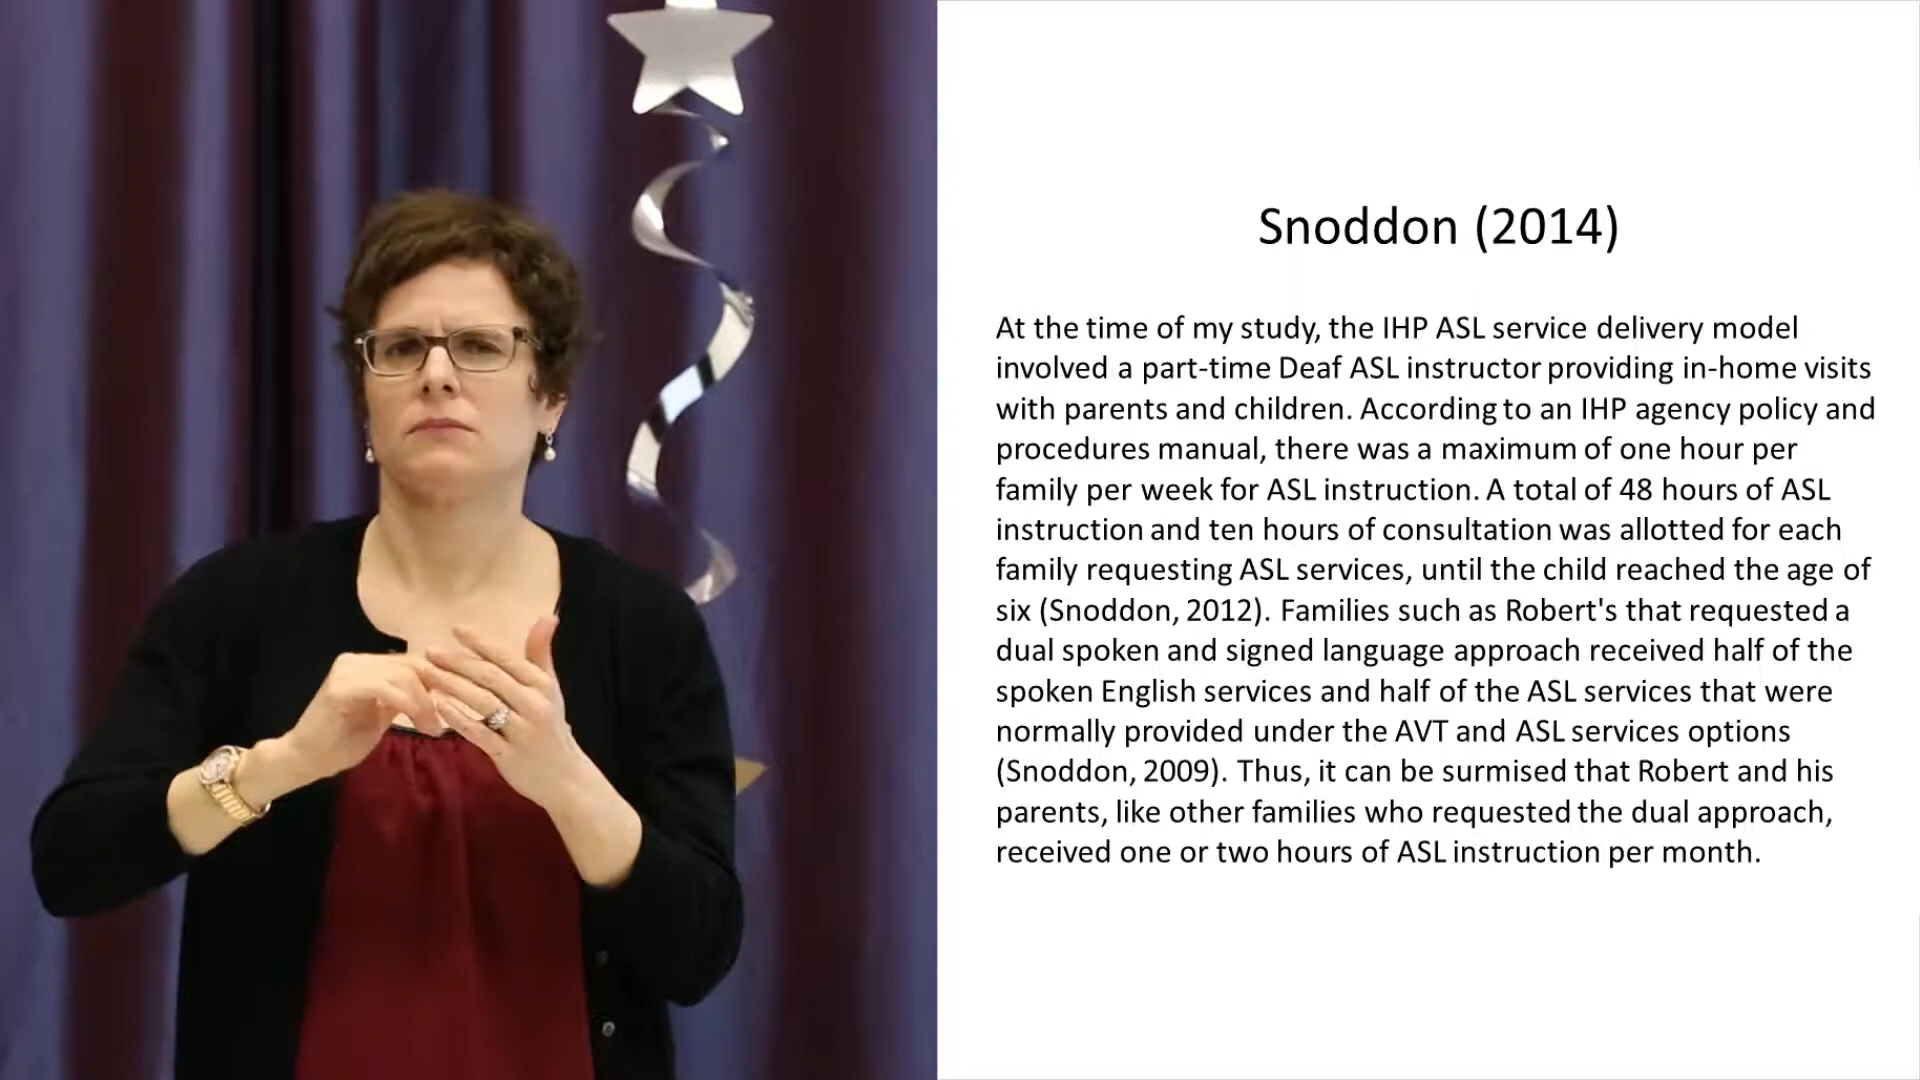 Snoddon (2014)
At the time of my study, the IHP ASL service delivery model
involved a part-time Deaf ASL instructor providing in-home visits
with parents and children. According to an IHP agency policy and
procedures manual, there was a maximum of one hour per
family per week for ASL instruction. A total of 48 hours of ASL
instruction and ten hours of consultation was allotted for each
family requesting ASL services, until the child reached the age of
six (Snoddon, 2012). Families such as Robert's that requested a
dual spoken and signed language approach received half of the
spoken English services and half of the ASL services that were
normally provided under the AVT and ASL services options
(Snoddon, 2009). Thus, it can be surmised that Robert and his
parents, like other families who requested the dual approach,
received one or two hours of ASL instruction per month.